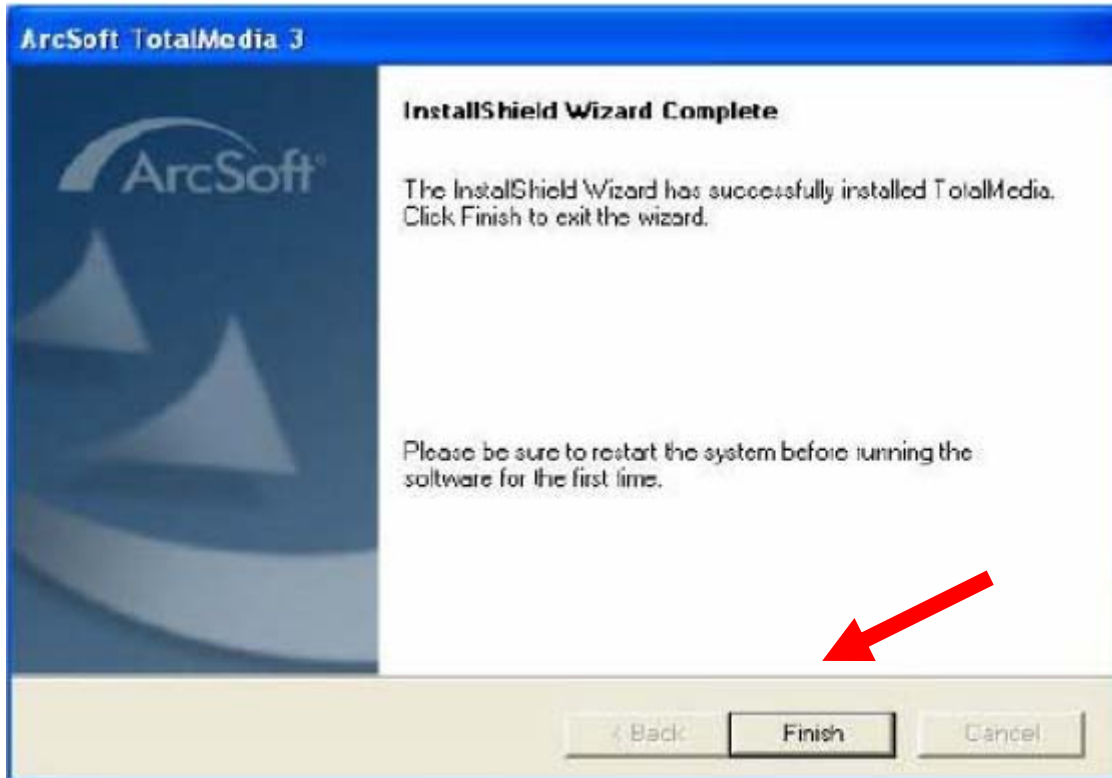 ArcSoft TotalMedia 3
ArcSoft®
InstallShield Wizard Complete
The InstallShield Wizard has successfully installed TotalMedia.
Click Finish to exit the wizard.
Please be sure to restart the system before running the
software for the first time.
< Back
Finish
Cancel